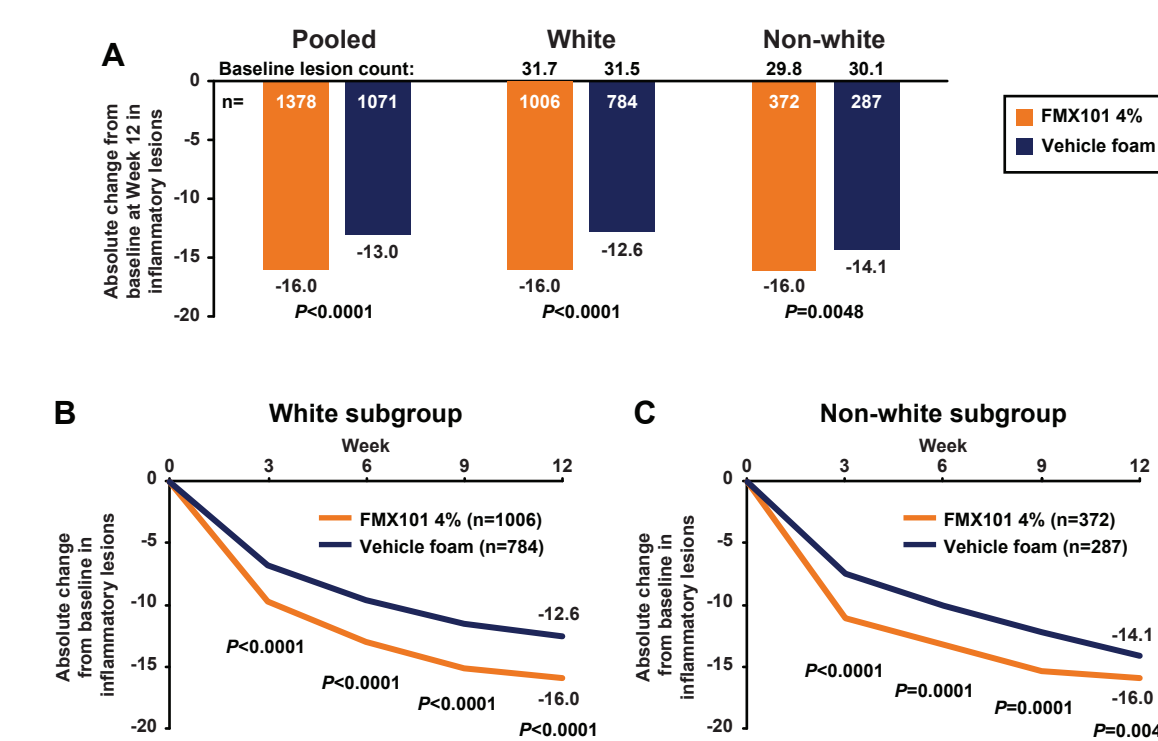 A
Pooled White Non-white
Baseline lesion count: 31.7 31.5 29.8 30.1
0
n= 1378 1071 1006 784 372 287
FMX101 4%
Vehicle foam
-5
-10
-15
-20
Absolute change from
baseline at Week 12 in
inflammatory lesions
-16.0 -13.0 -16.0 -12.6 -16.0 -14.1
P<0.0001 P<0.0001 P=0.0048
B
White subgroup
Week
0 3 6 9 12
0
-5
-10
-15
-20
Absolute change
from baseline in
inflammatory lesions
FMX101 4% (n=1006)
Vehicle foam (n=784)
-12.6
-16.0
P<0.0001
P<0.0001
P<0.0001
P<0.0001
C
Non-white subgroup
Week
0 3 6 9 12
0
-5
-10
-15
-20
Absolute change
from baseline in
inflammatory lesions
FMX101 4% (n=372)
Vehicle foam (n=287)
-14.1
-16.0
P<0.0001
P=0.0001
P=0.0001
P=0.004